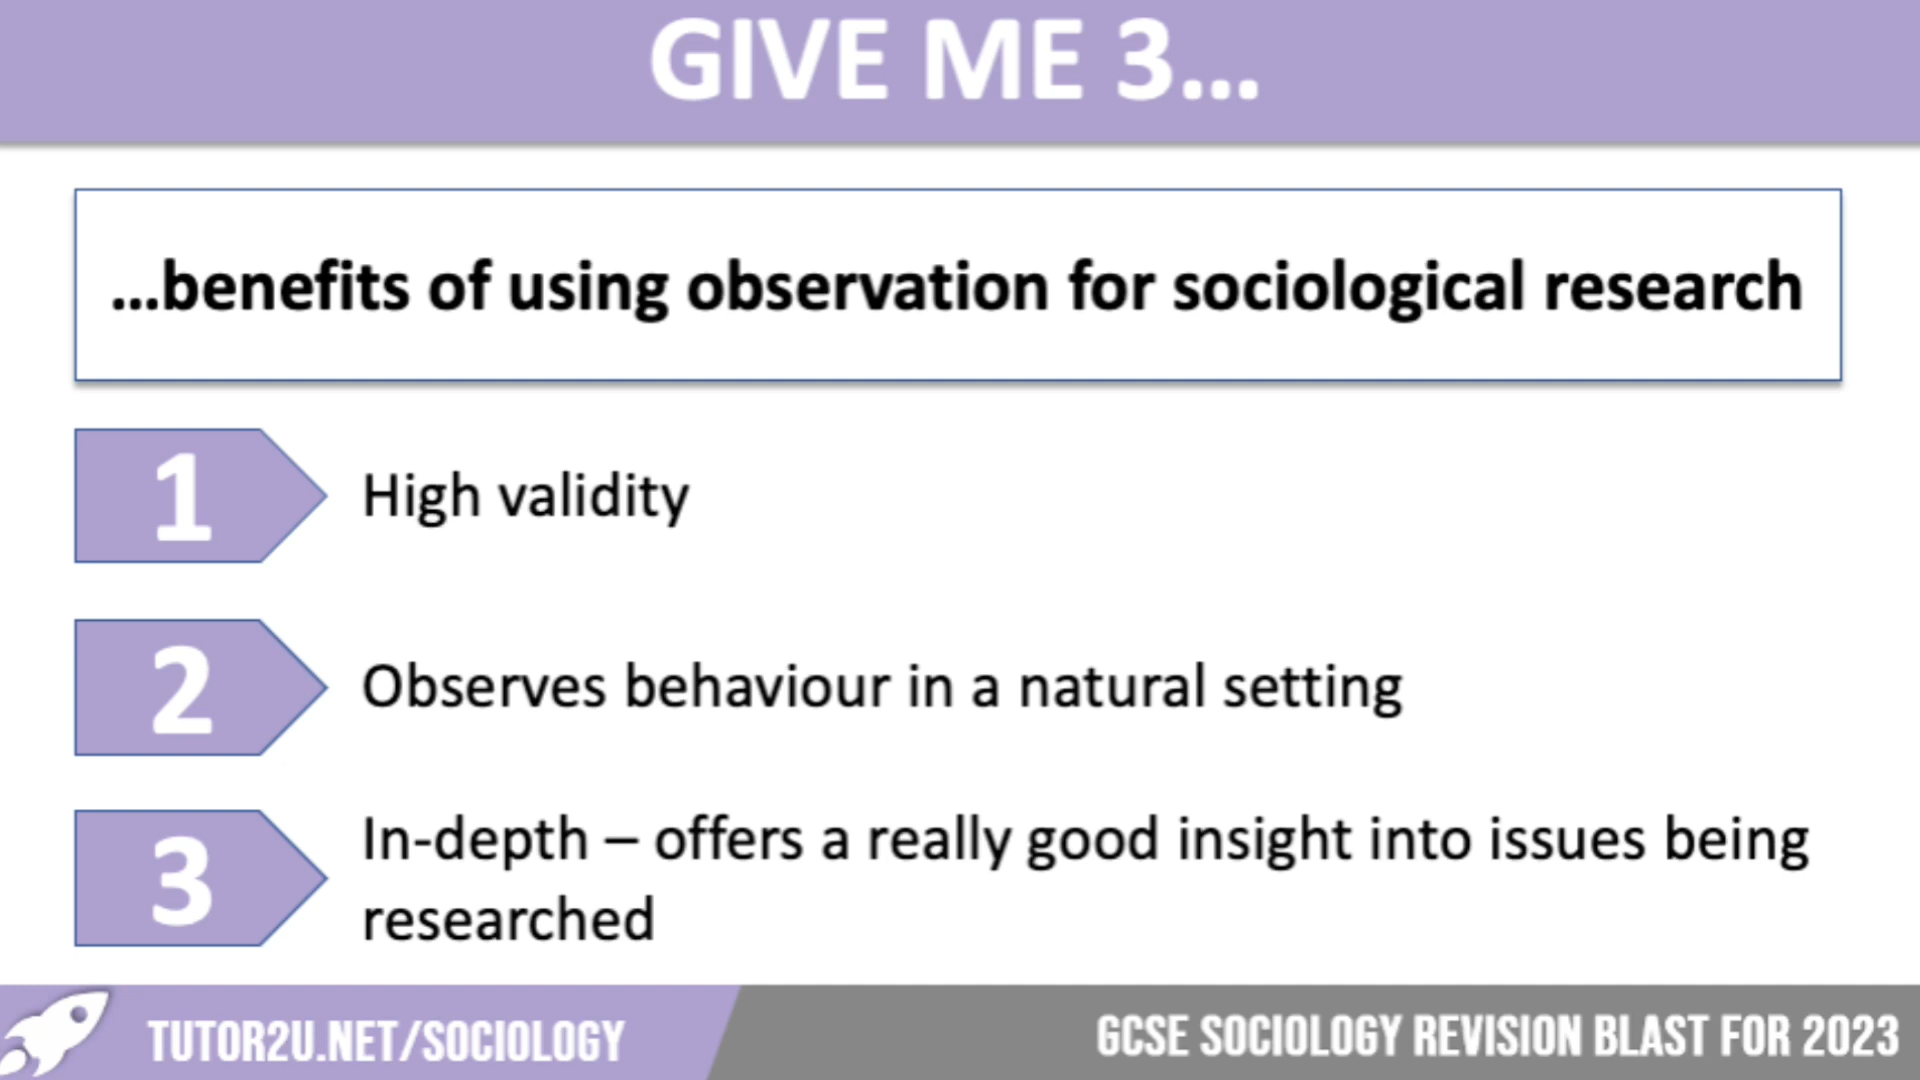 GIVE ME 3...
...benefits of using observation for sociological research
1
High validity
2
Observes behaviour in a natural setting
3
In-depth – offers a really good insight into issues being
researched
TUTOR2U.NET/SOCIOLOGY
GCSE SOCIOLOGY REVISION BLAST FOR 2023